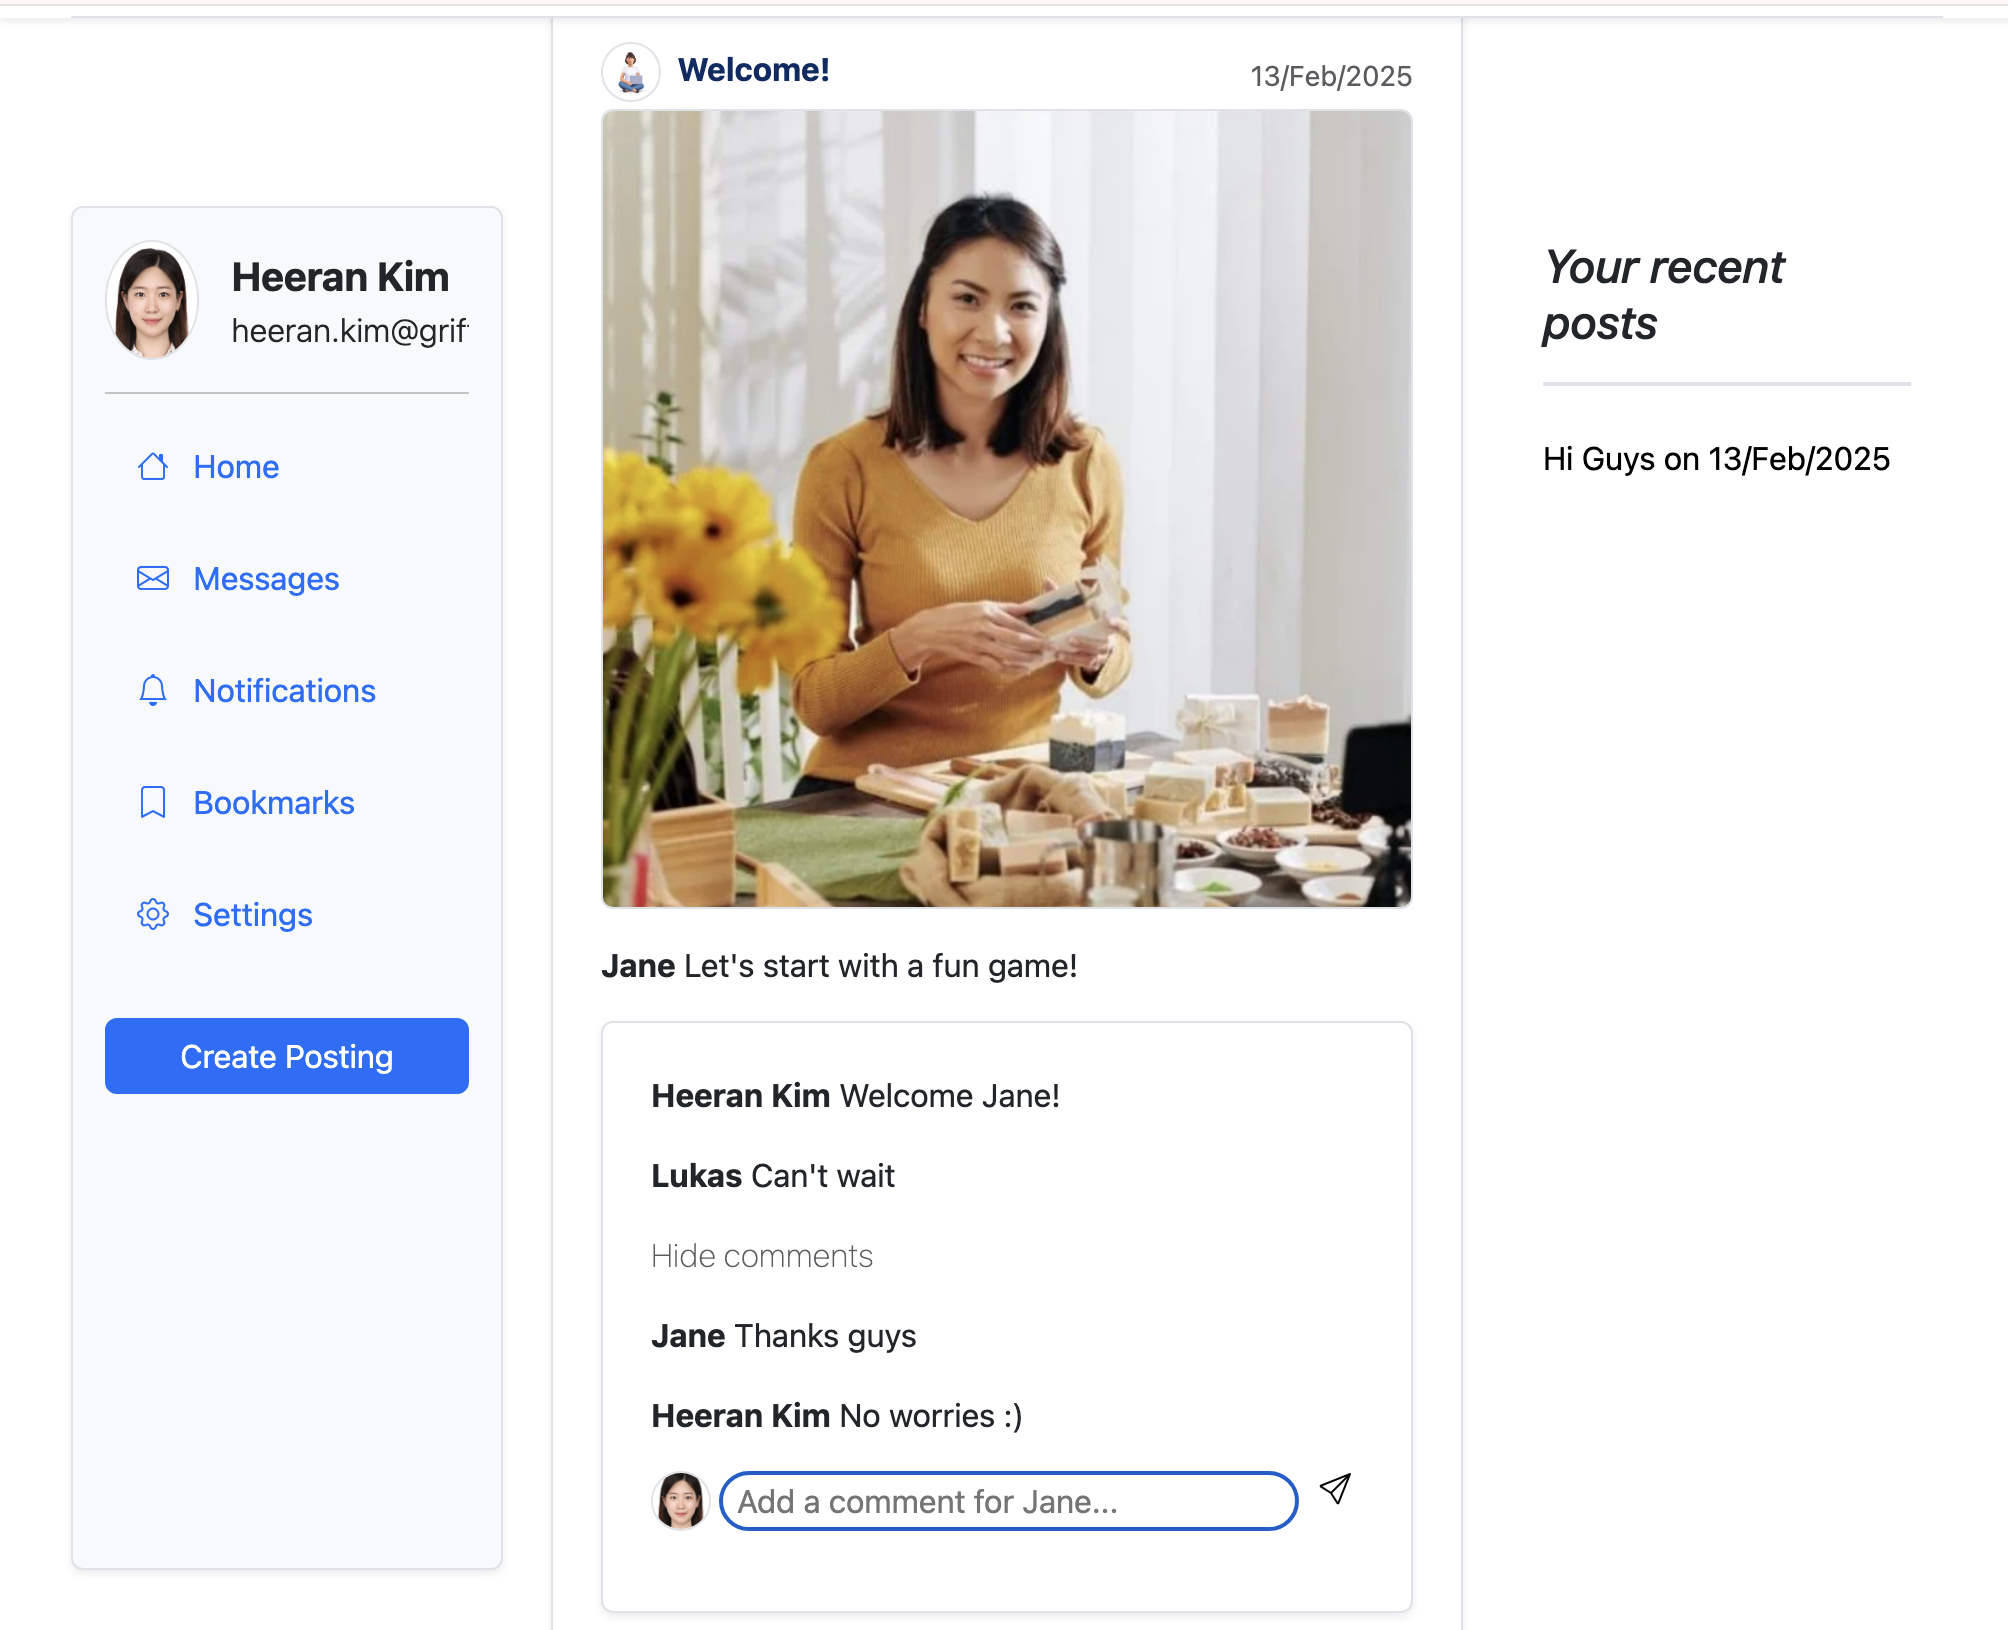 Heeran Kim
heeran.kim@grif
Home
Messages
Notifications
Bookmarks
Settings
Create Posting
Welcome!
13/Feb/2025
Jane Let's start with a fun game!
Heeran Kim Welcome Jane!
Lukas Can't wait
Hide comments
Jane Thanks guys
Heeran Kim No worries :)
Add a comment for Jane...
Your recent
posts
Hi Guys on 13/Feb/2025